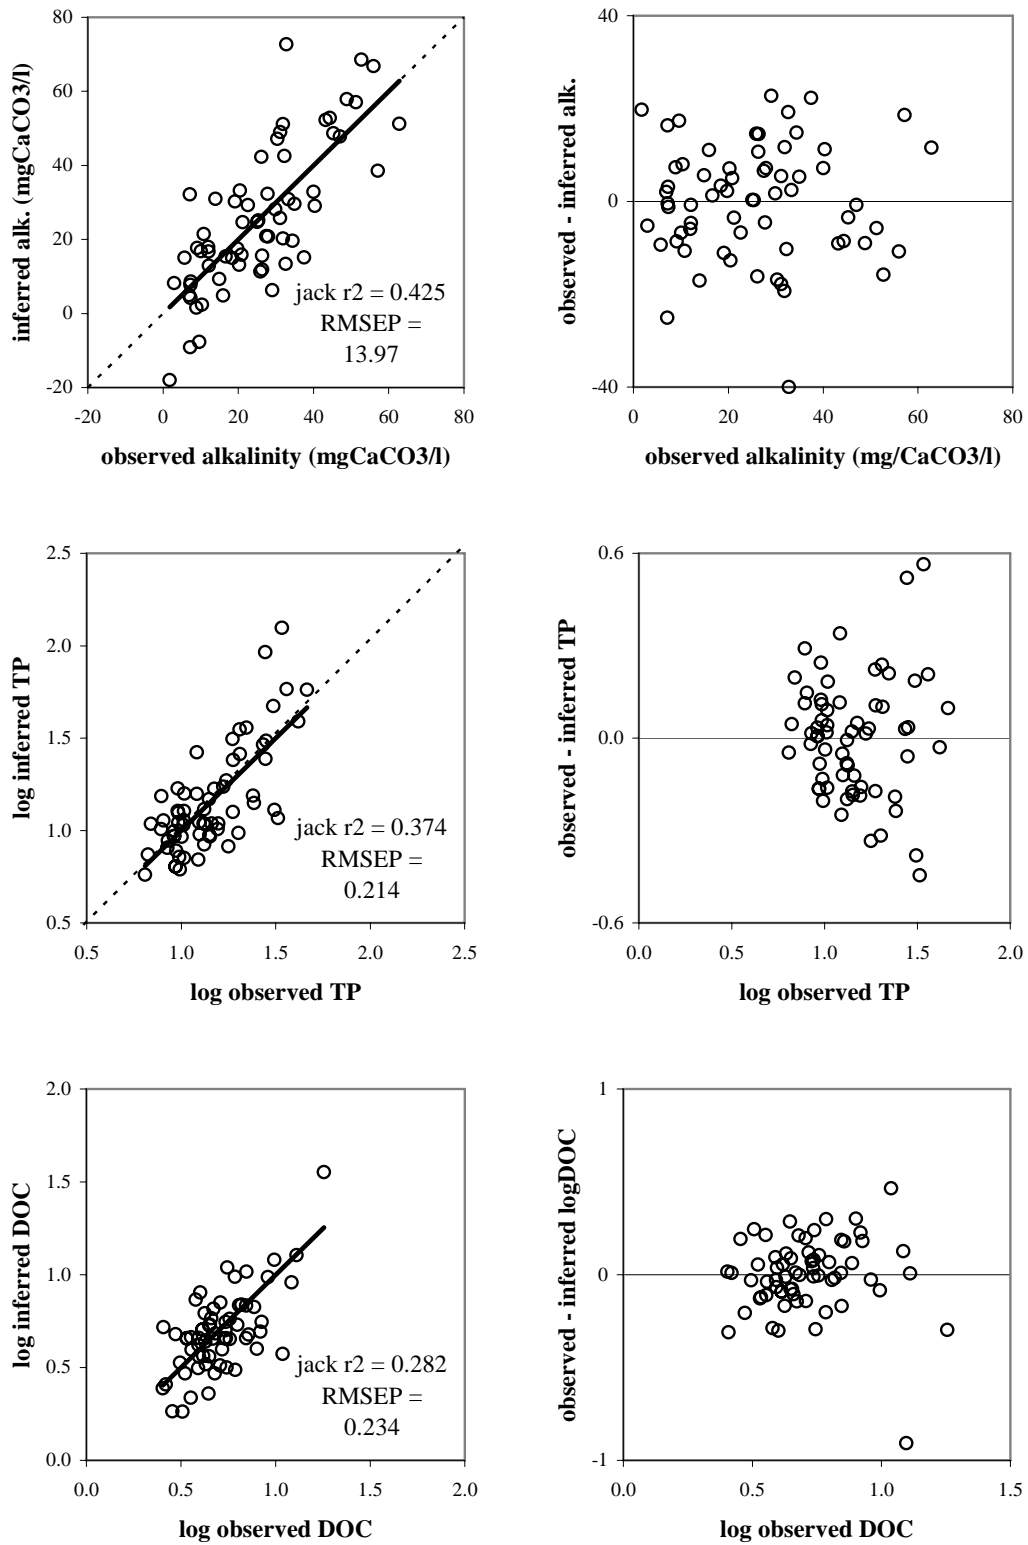 inferred alk. (mgCaCO3/l)
80
60
40
20
0
-20
jack r2 = 0.425
RMSEP =
13.97
-20 0 20 40 60 80
observed alkalinity (mgCaCO3/l)
observed - inferred alk.
40
0
-40
0 20 40 60 80
observed alkalinity (mg/CaCO3/l)
log inferred TP
2.5
2.0
1.5
1.0
0.5
jack r2 = 0.374
RMSEP =
0.214
0.5 1.0 1.5 2.0 2.5
log observed TP
observed - inferred TP
0.6
0.0
-0.6
0.0 0.5 1.0 1.5 2.0
log observed TP
log inferred DOC
2.0
1.5
1.0
0.5
0.0
jack r2 = 0.282
RMSEP =
0.234
0.0 0.5 1.0 1.5 2.0
log observed DOC
observed - inferred logDOC
1
0
-1
0.0 0.5 1.0 1.5
log observed DOC